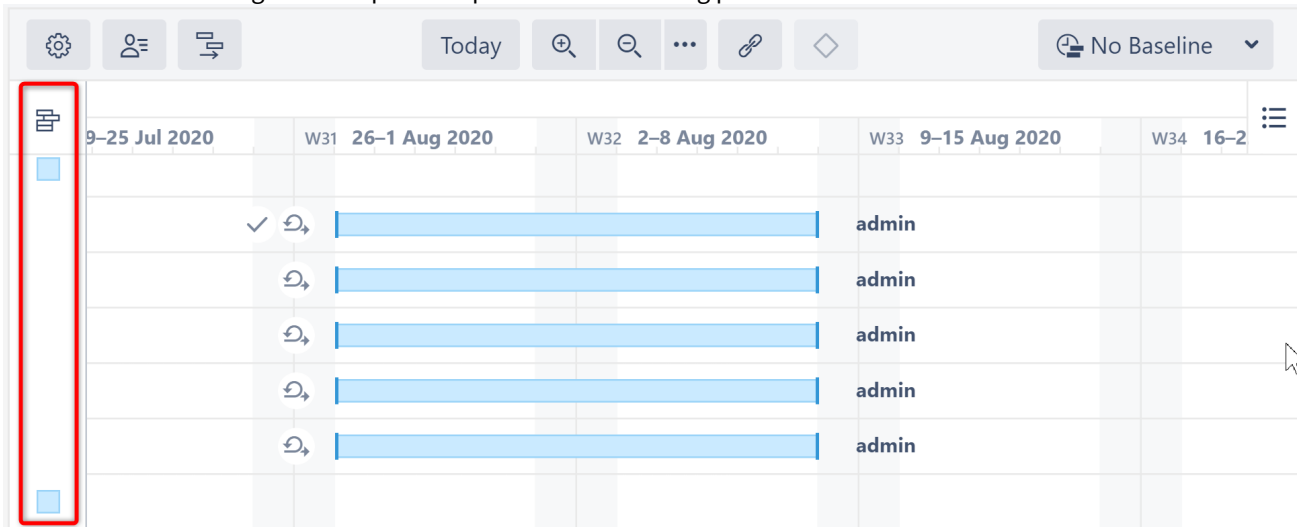 Today
No Baseline
9–25 Jul 2020 W31 26–1 Aug 2020 W32 2–8 Aug 2020 W33 9–15 Aug 2020 W34 16–2
admin
admin
admin
admin
admin